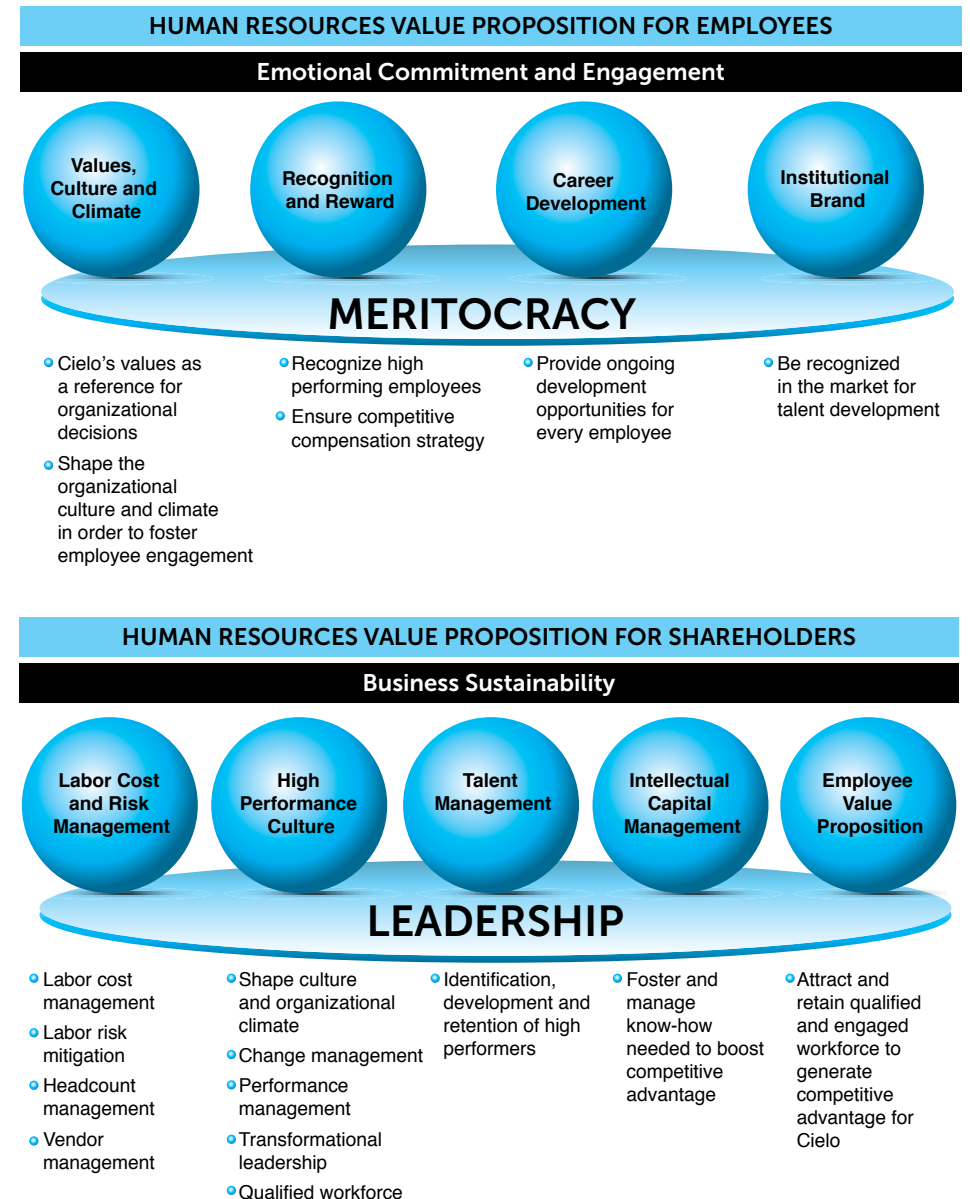 HUMAN RESOURCES VALUE PROPOSITION FOR EMPLOYEES
Emotional Commitment and Engagement
Values,
Culture and
Climate
Recognition
and Reward
Career
Development
Institutional
Brand
MERITOCRACY
Cielo's values as
a reference for
organizational
decisions
Shape the
organizational
culture and climate
in order to foster
employee engagement
Recognize high
performing employees
Ensure competitive
compensation strategy
Provide ongoing
development
opportunities for
every employee
Be recognized
in the market for
talent development
HUMAN RESOURCES VALUE PROPOSITION FOR SHAREHOLDERS
Business Sustainability
Labor Cost
and Risk
Management
High
Performance
Culture
Talent
Management
Intellectual
Capital
Management
Employee
Value
Proposition
LEADERSHIP
Labor cost
management
Labor risk
mitigation
Headcount
management
Vendor
management
Shape culture
and organizational
climate
Change management
Performance
management
Transformational
leadership
Qualified workforce
Identification,
development and
retention of high
performers
Foster and
manage
know-how
needed to boost
competitive
advantage
Attract and
retain qualified
and engaged
workforce to
generate
competitive
advantage for
Cielo